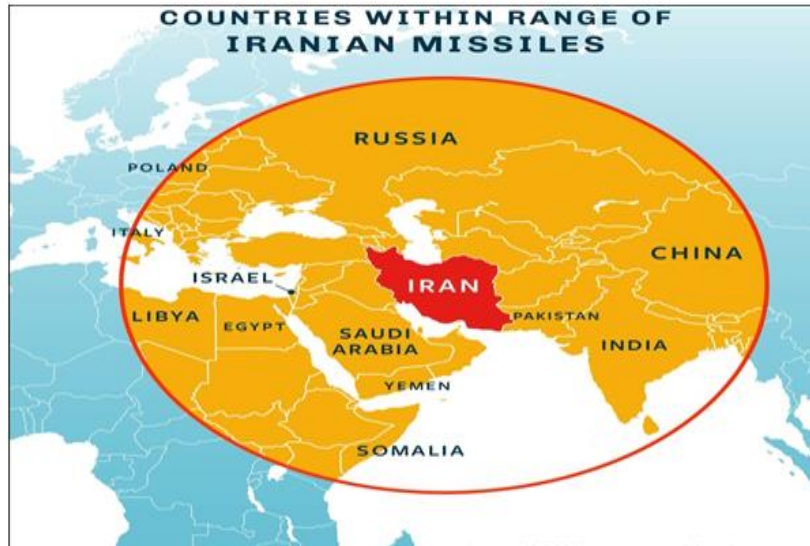 COUNTRIES WITHIN RANGE OF
IRANIAN MISSILES
RUSSIA
POLAND
ITALY
CHINA
ISRAEL
IRAN
LIBYA
EGYPT
PAKISTAN
SAUDI
ARABIA
INDIA
YEMEN
SOMALIA